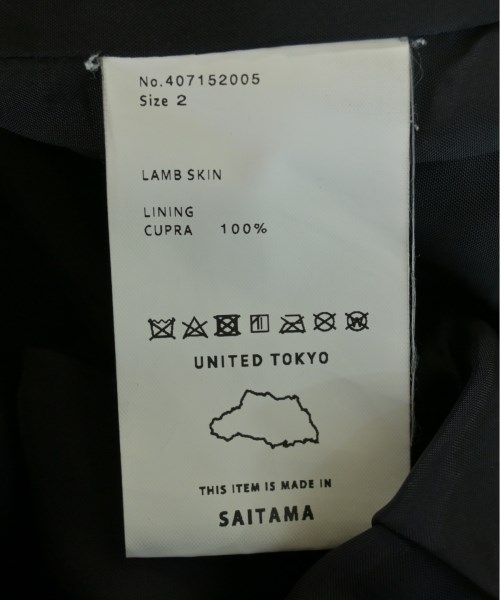 No.407152005
Size 2
LAMB SKIN
LINING
CUPRA 100%
UNITED TOKYO
THIS ITEM IS MADE IN
SAITAMA